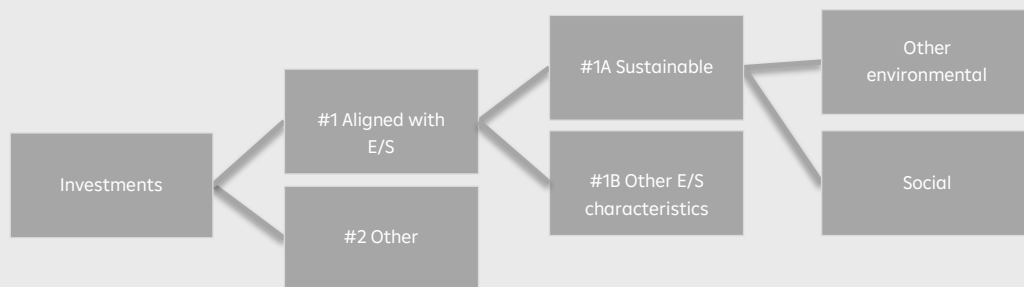 Investments
#1 Aligned with
E/S
#2 Other
#1A Sustainable
#1B Other E/S
characteristics
Other
environmental
Social